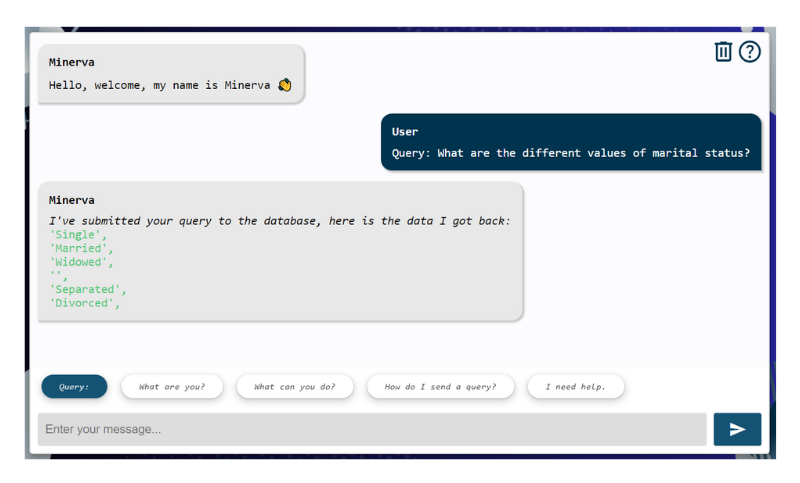 Minerva
Hello, welcome, my name is Minerva 👏
User
Query: What are the different values of marital status?
Minerva
I've submitted your query to the database, here is the data I got back:
'Single',
'Married',
'Widowed',
'',
'Separated',
'Divorced',
Query:
What are you?
What can you do?
How do I send a query?
I need help.
Enter your message...